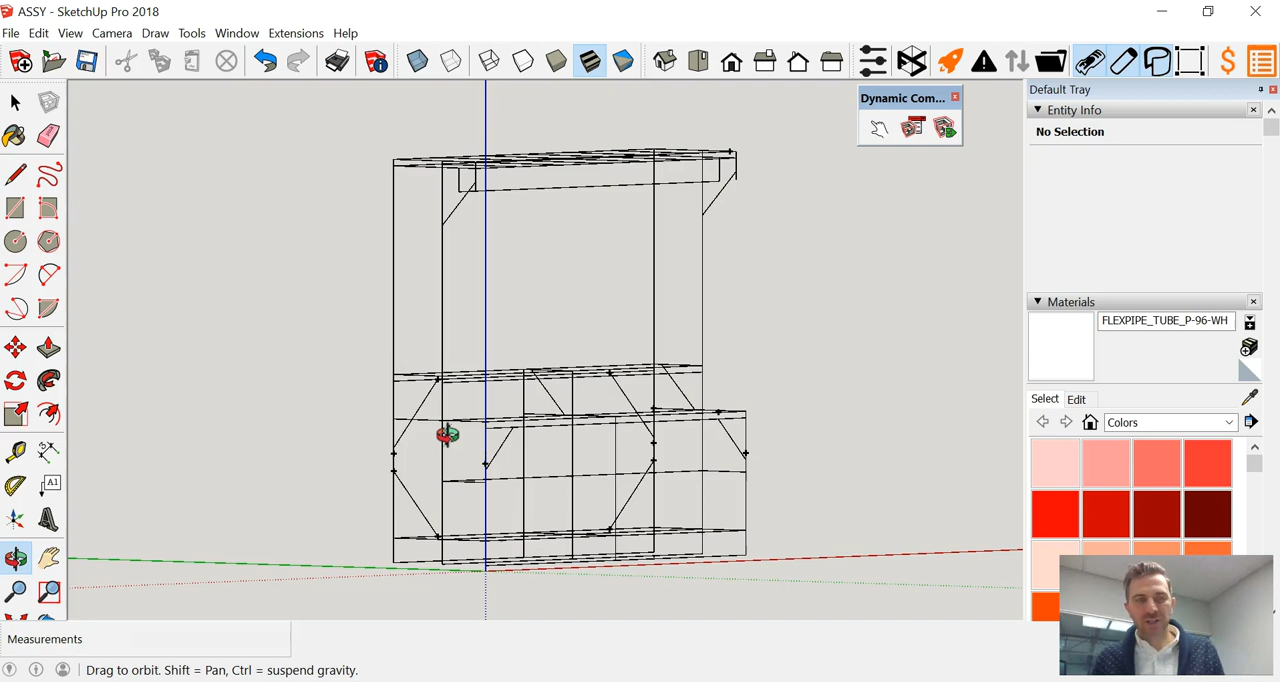 ASSY - SketchUp Pro 2018
File Edit View Camera Draw Tools Window Extensions Help
Default Tray
Dynamic Com...
Entity Info
No Selection
Materials
FLEXPIPE_TUBE_P-96-WH
Select Edit
Colors
A1
Measurements
Drag to orbit. Shift = Pan, Ctrl = suspend gravity.